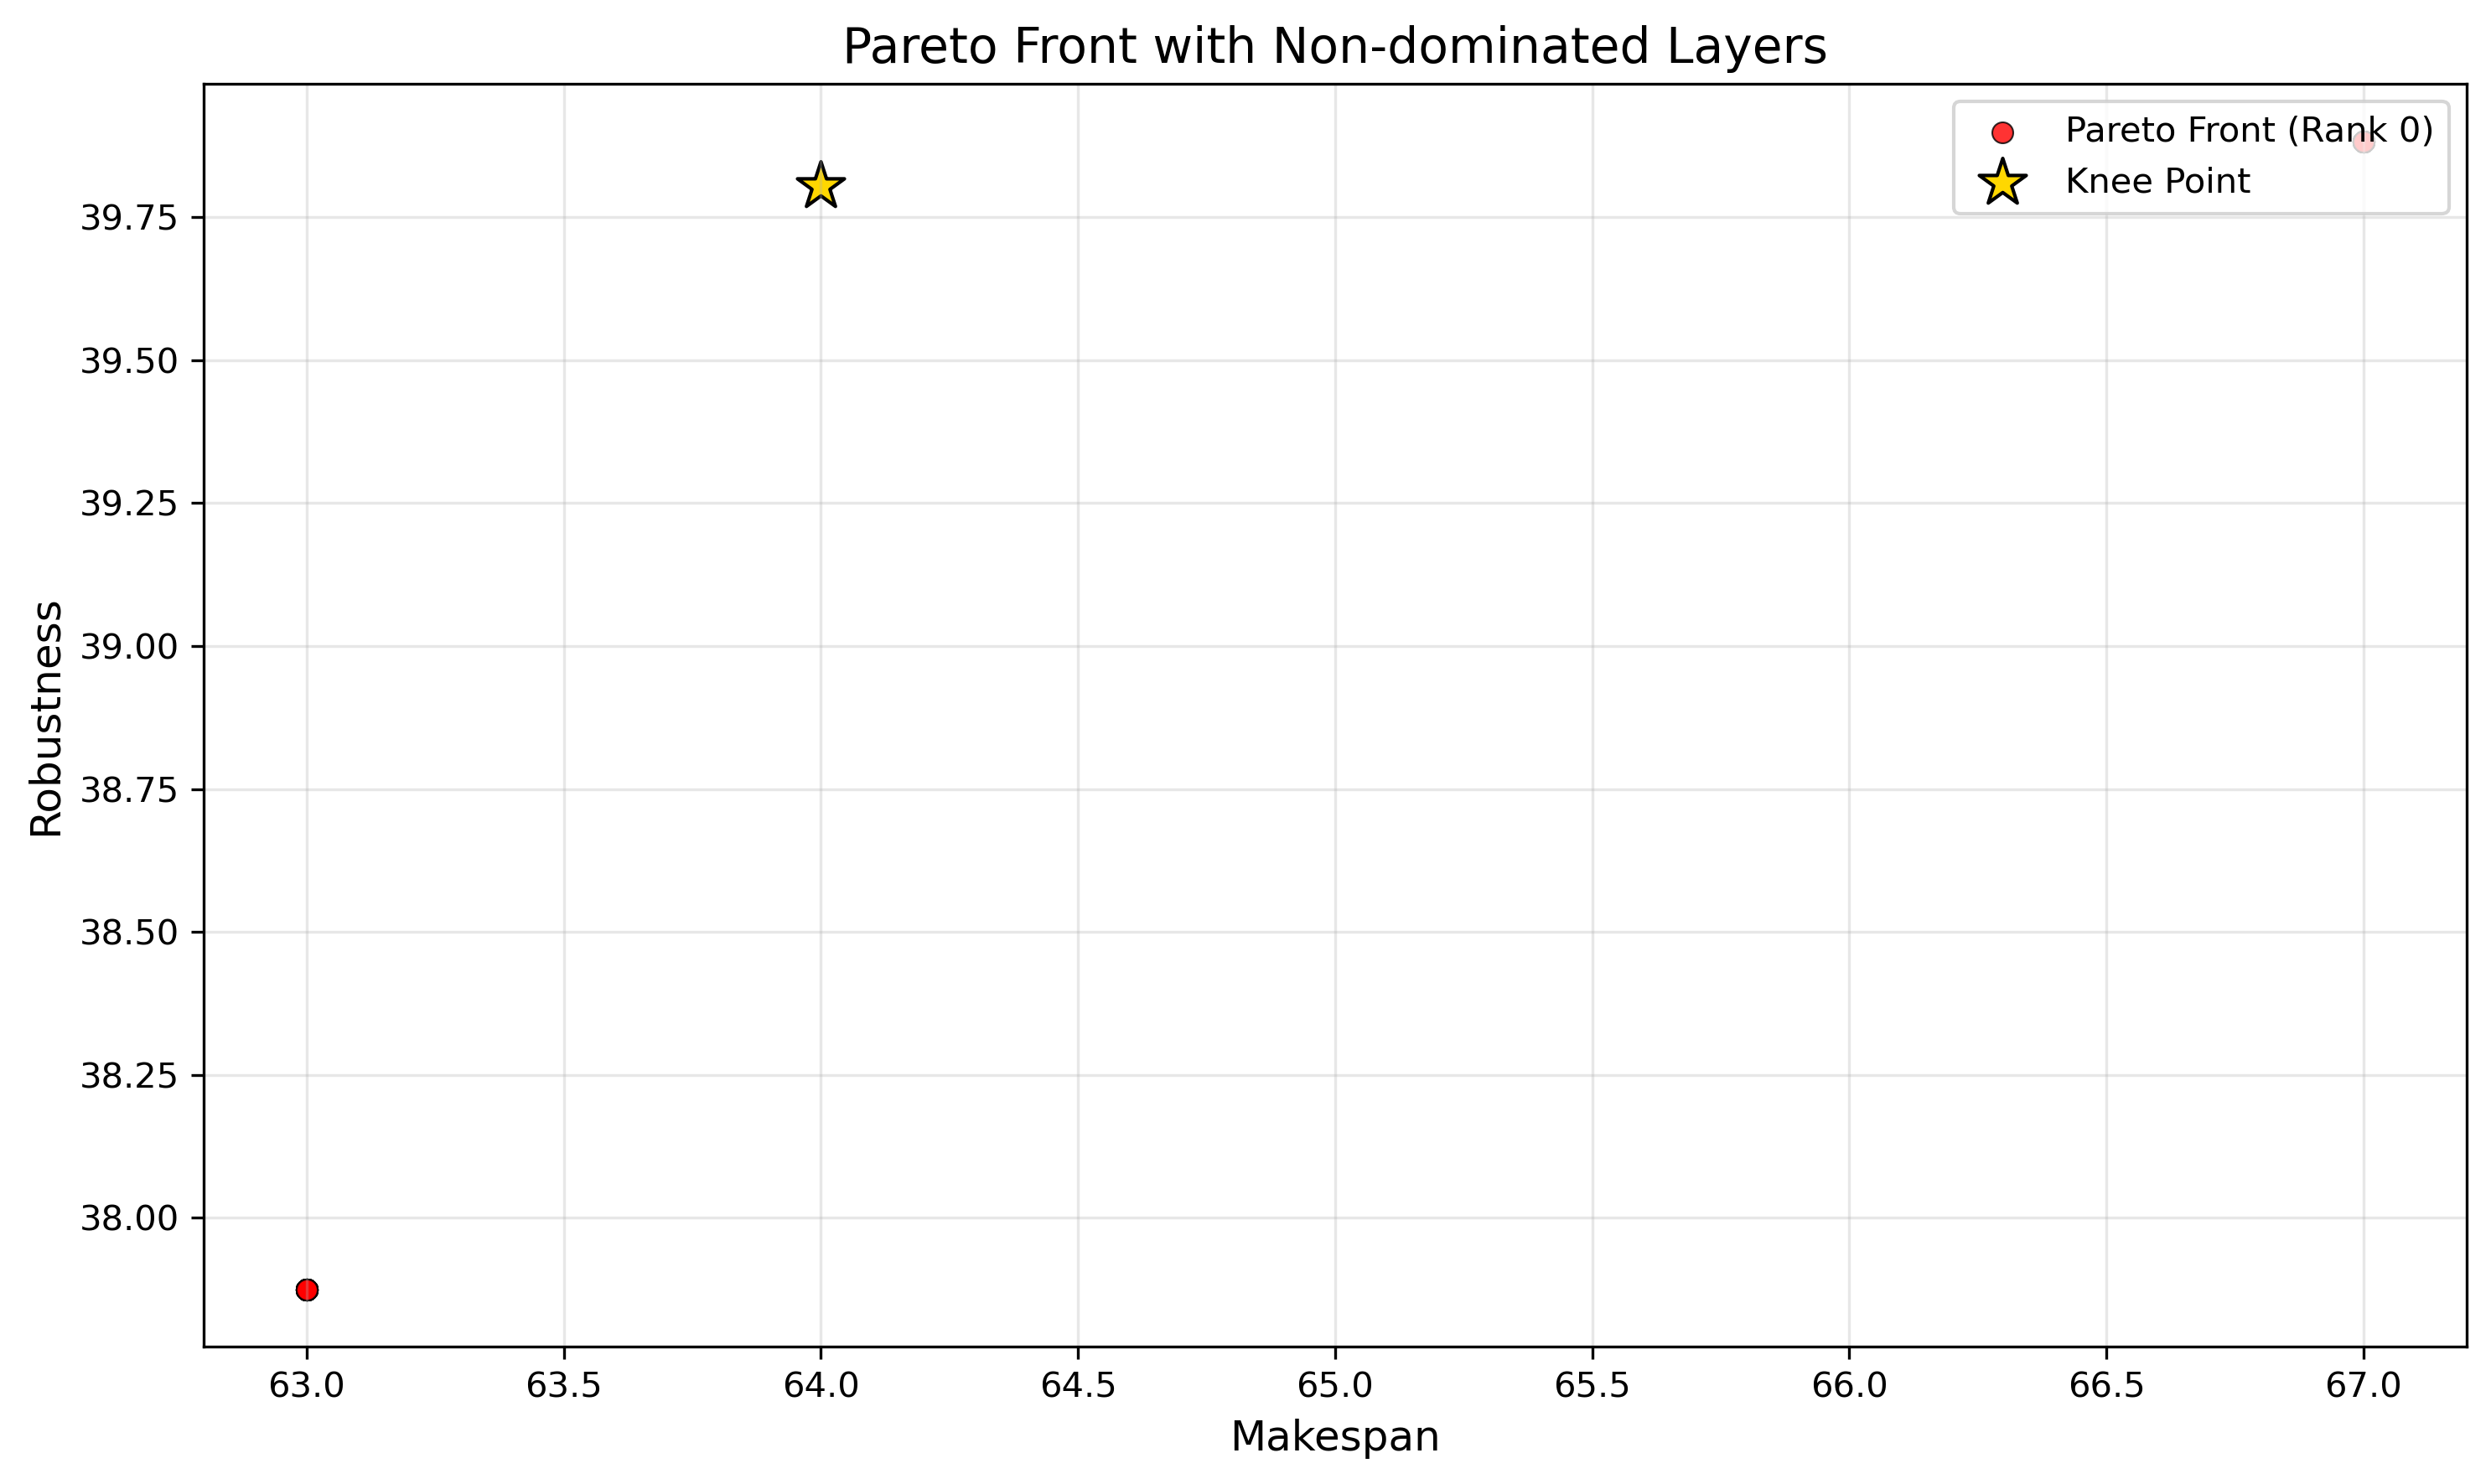 Pareto Front with Non-dominated Layers
Pareto Front (Rank 0)
Knee Point
39.75
39.50
39.25
39.00
38.75
38.50
38.25
38.00
Robustness
63.0 63.5 64.0 64.5 65.0 65.5 66.0 66.5 67.0
Makespan